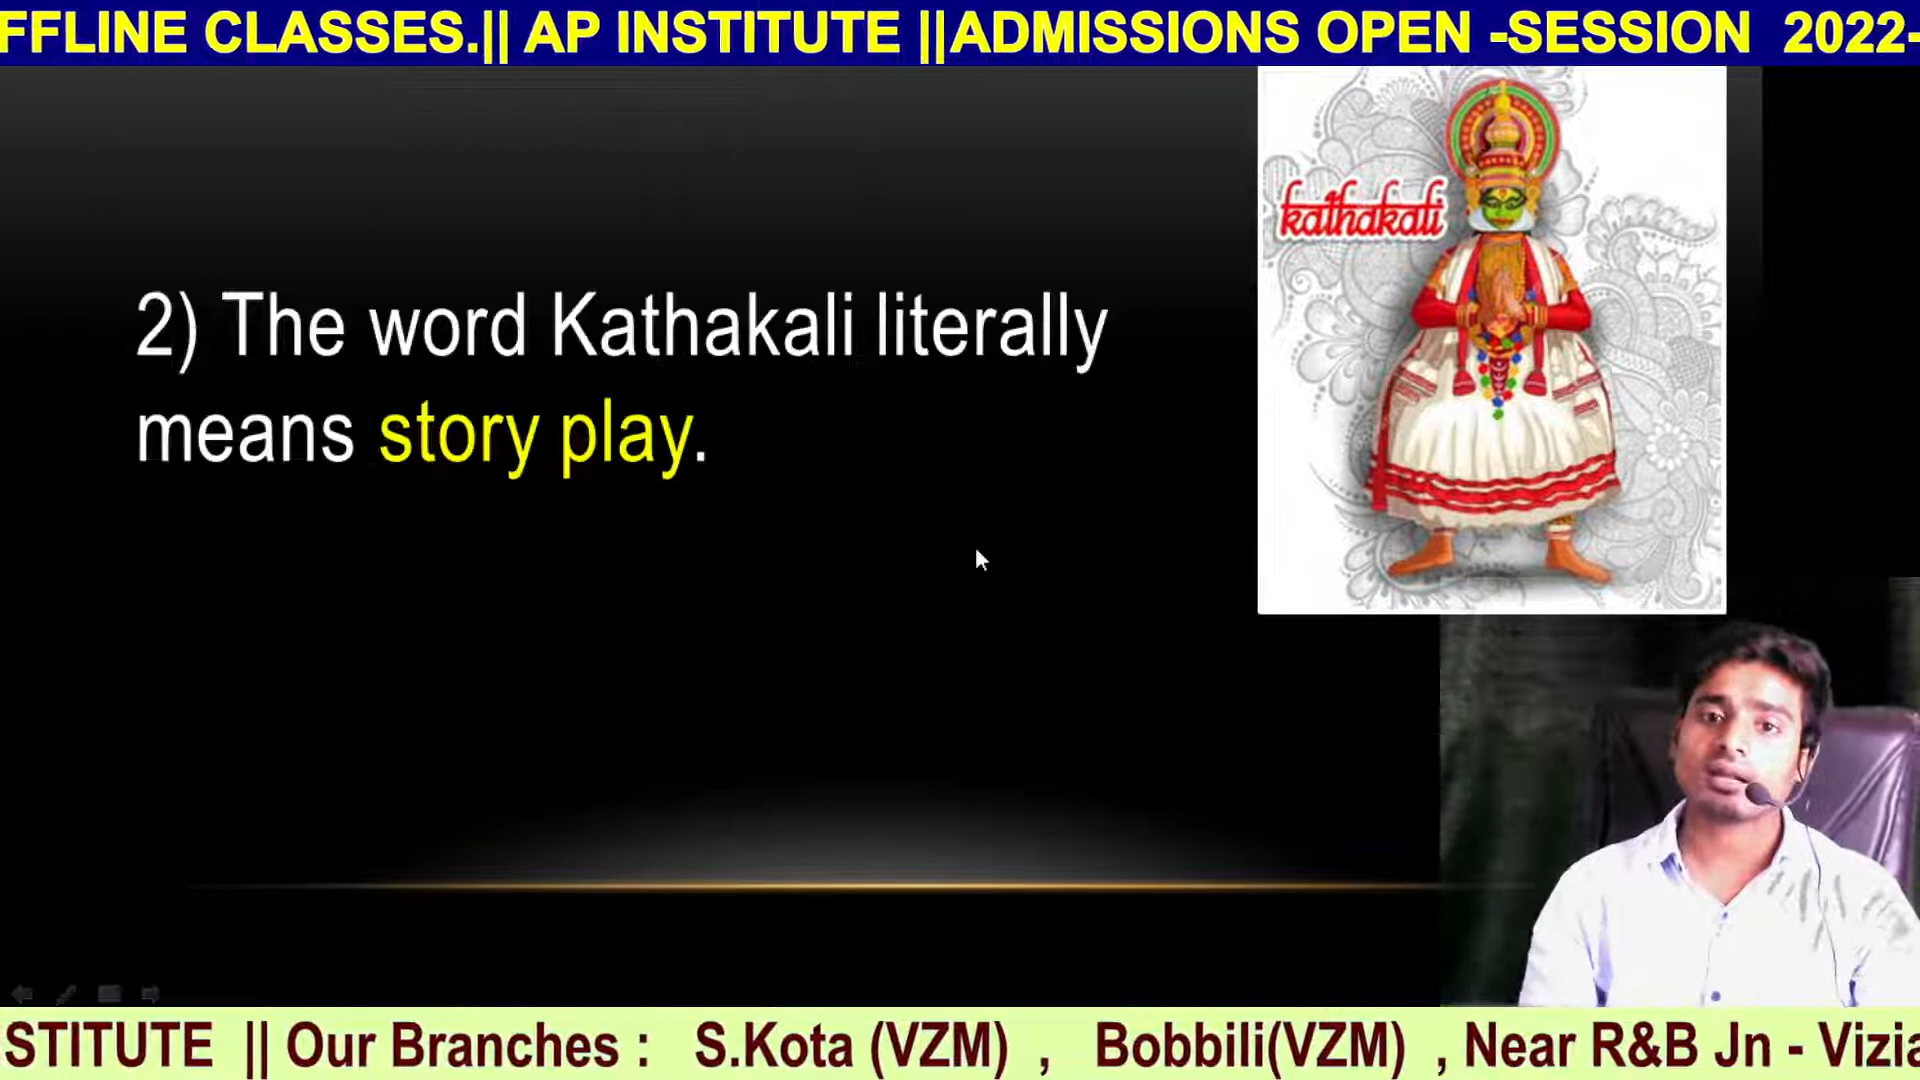 FFLINE CLASSES.|| AP INSTITUTE ||ADMISSIONS OPEN -SESSION 2022-
kathakali
2) The word Kathakali literally
means story play.
STITUTE || Our Branches : S.Kota (VZM) , Bobbili(VZM) , Near R&B Jn - Vizia